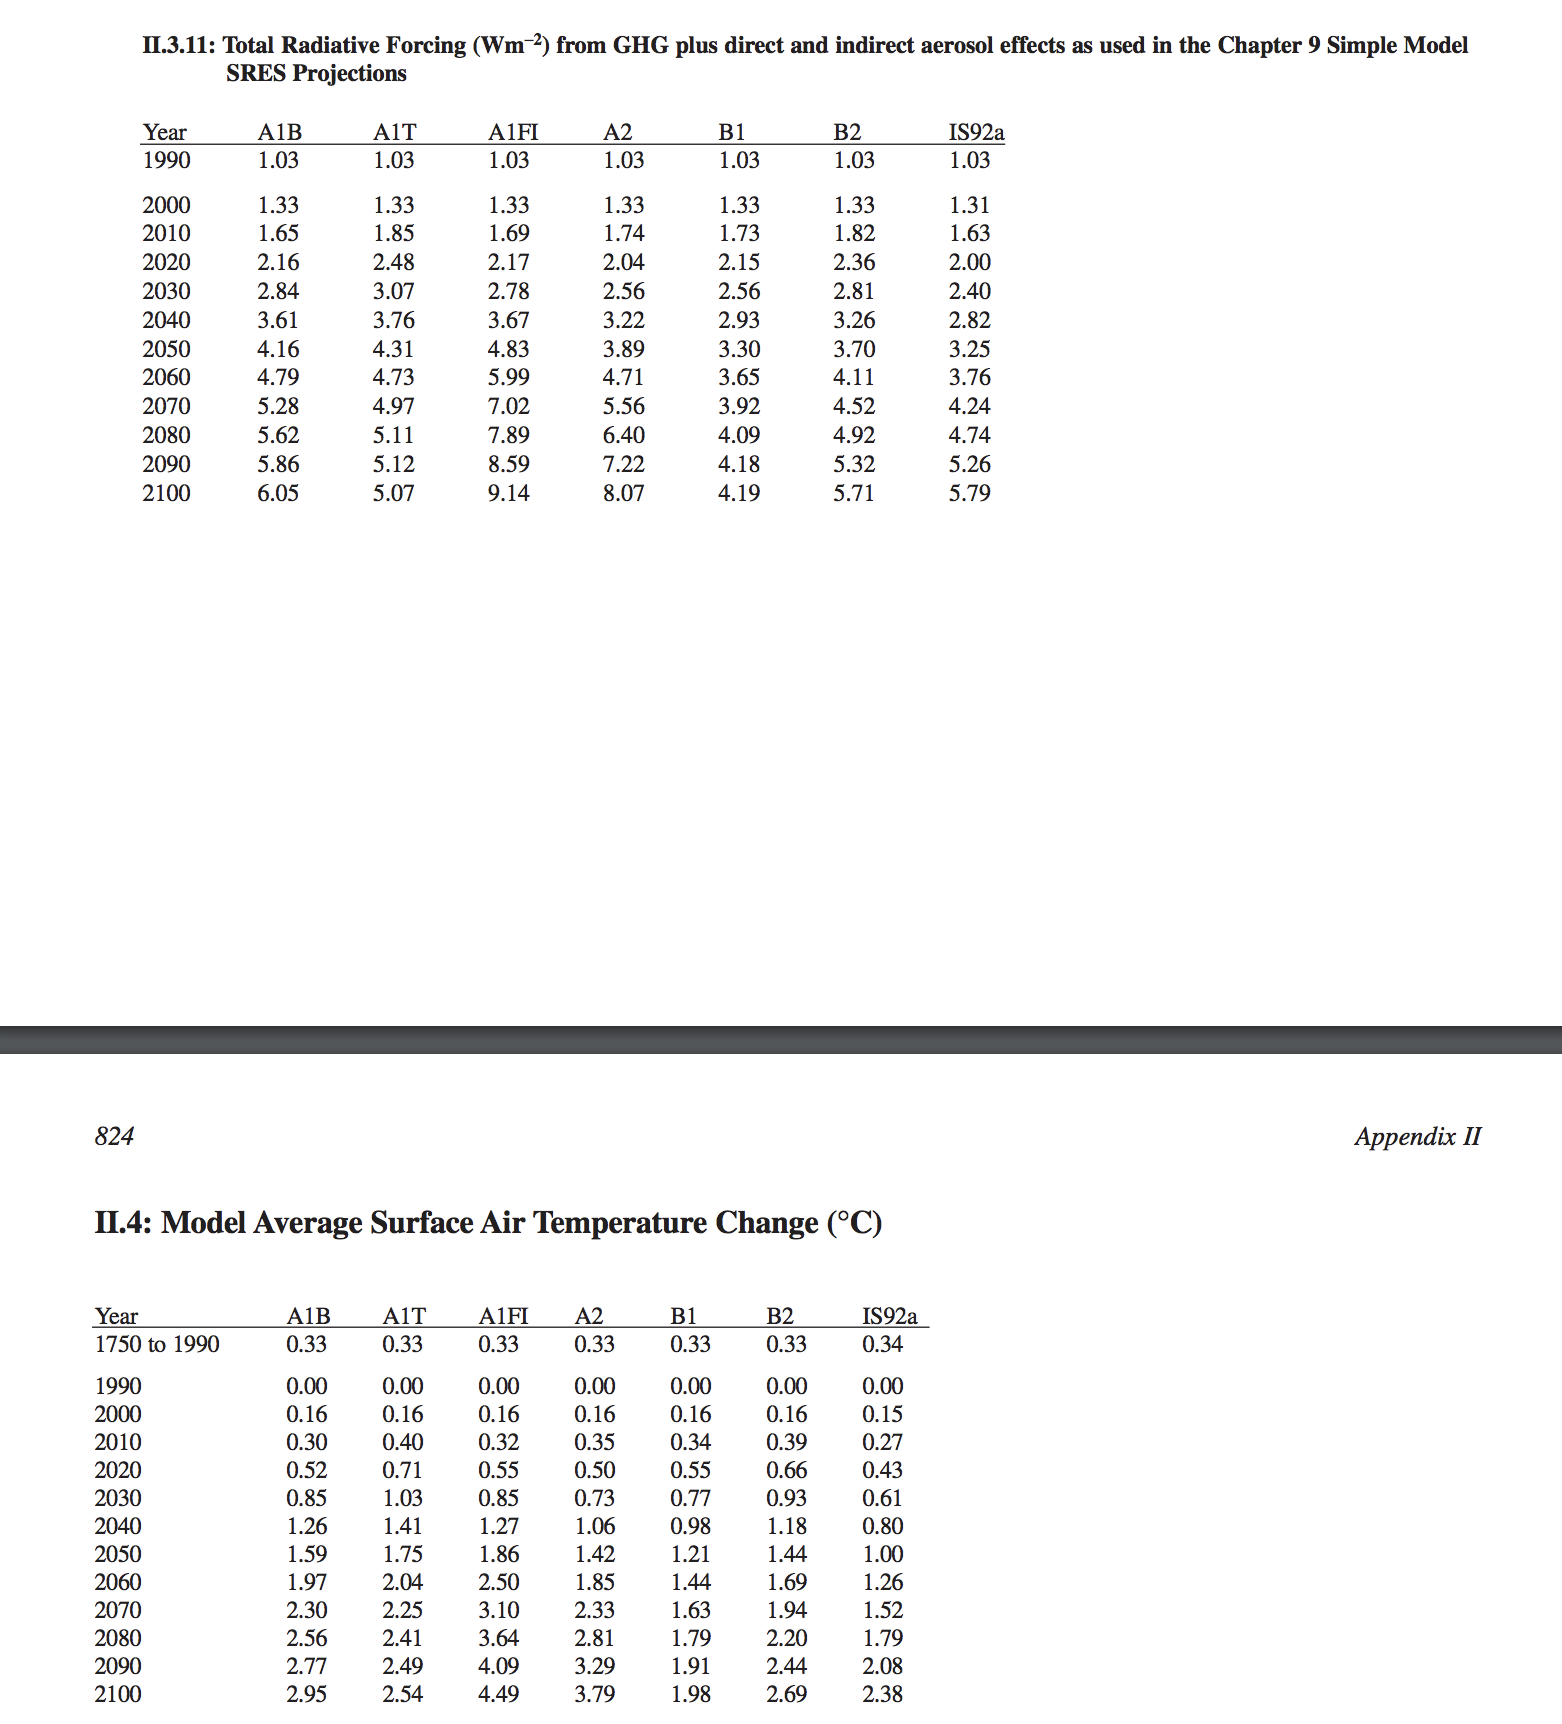 II.3.11: Total Radiative Forcing (Wm⁻²) from GHG plus direct and indirect aerosol effects as used in the Chapter 9 Simple Model
SRES Projections
Year A1B A1T A1FI A2 B1 B2 IS92a
1990 1.03 1.03 1.03 1.03 1.03 1.03 1.03
2000 1.33 1.33 1.33 1.33 1.33 1.33 1.31
2010 1.65 1.85 1.69 1.74 1.73 1.82 1.63
2020 2.16 2.48 2.17 2.04 2.15 2.36 2.00
2030 2.84 3.07 2.78 2.56 2.56 2.81 2.40
2040 3.61 3.76 3.67 3.22 2.93 3.26 2.82
2050 4.16 4.31 4.83 3.89 3.30 3.70 3.25
2060 4.79 4.73 5.99 4.71 3.65 4.11 3.76
2070 5.28 4.97 7.02 5.56 3.92 4.52 4.24
2080 5.62 5.11 7.89 6.40 4.09 4.92 4.74
2090 5.86 5.12 8.59 7.22 4.18 5.32 5.26
2100 6.05 5.07 9.14 8.07 4.19 5.71 5.79
824 Appendix II
II.4: Model Average Surface Air Temperature Change (°C)
Year A1B A1T A1FI A2 B1 B2 IS92a
1750 to 1990 0.33 0.33 0.33 0.33 0.33 0.33 0.34
1990 0.00 0.00 0.00 0.00 0.00 0.00 0.00
2000 0.16 0.16 0.16 0.16 0.16 0.16 0.15
2010 0.30 0.40 0.32 0.35 0.34 0.39 0.27
2020 0.52 0.71 0.55 0.50 0.55 0.66 0.43
2030 0.85 1.03 0.85 0.73 0.77 0.93 0.61
2040 1.26 1.41 1.27 1.06 0.98 1.18 0.80
2050 1.59 1.75 1.86 1.42 1.21 1.44 1.00
2060 1.97 2.04 2.50 1.85 1.44 1.69 1.26
2070 2.30 2.25 3.10 2.33 1.63 1.94 1.52
2080 2.56 2.41 3.64 2.81 1.79 2.20 1.79
2090 2.77 2.49 4.09 3.29 1.91 2.44 2.08
2100 2.95 2.54 4.49 3.79 1.98 2.69 2.38